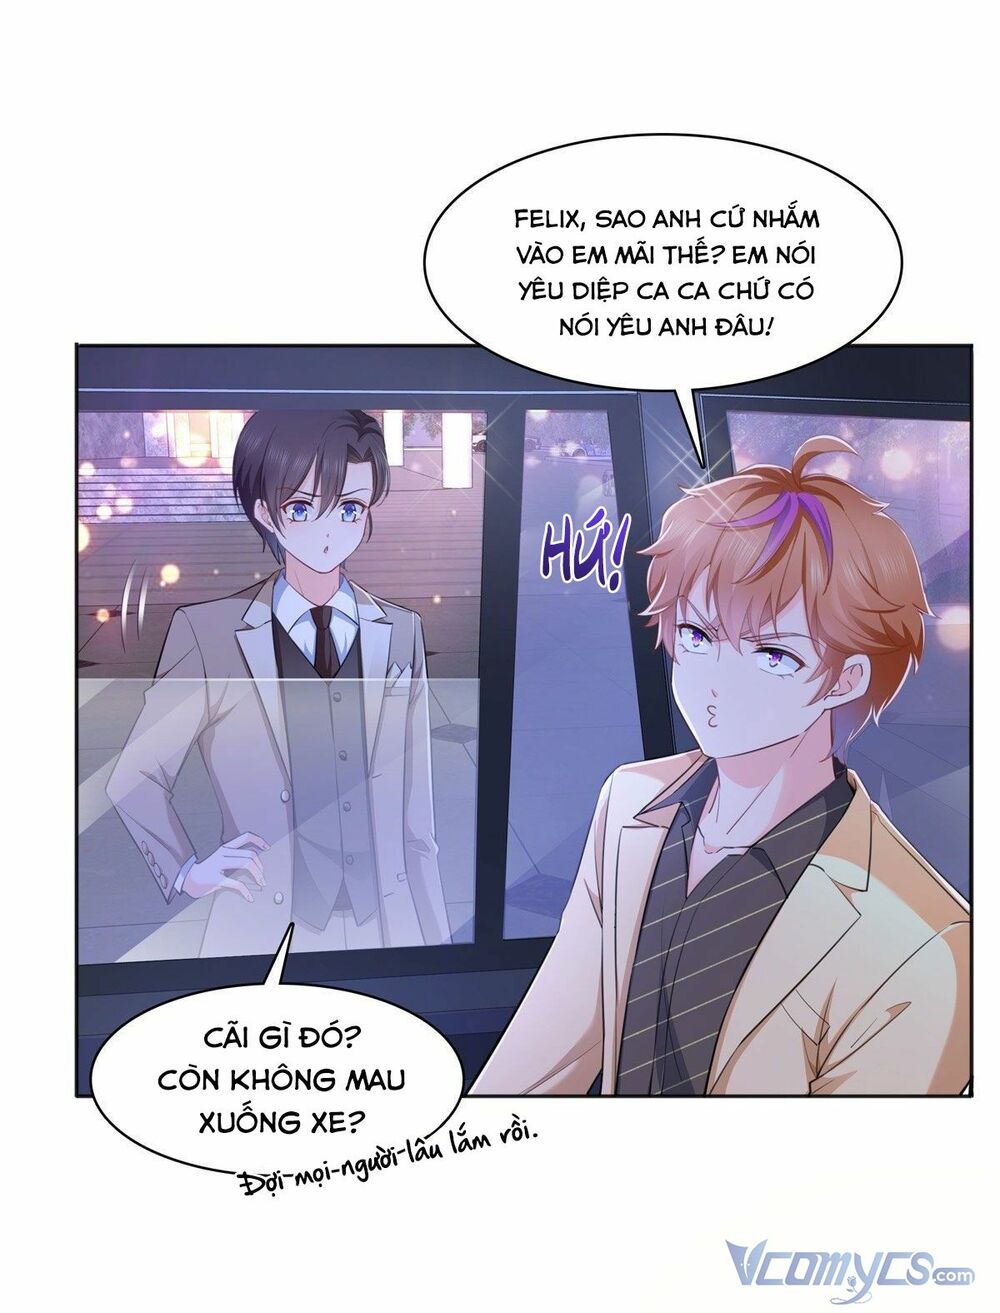 FELIX, SAO ANH CỨ NHẮM
VÀO EM MÃI THẾ? EM NÓI
YÊU DIỆP CA CA CHỨ CÓ
NÓI YÊU ANH ĐÂU!
HỨ!
CÃI GÌ ĐÓ?
CÒN KHÔNG MAU
XUỐNG XE?
Đợi mọi người lâu lắm rồi.
Vcomycs.com